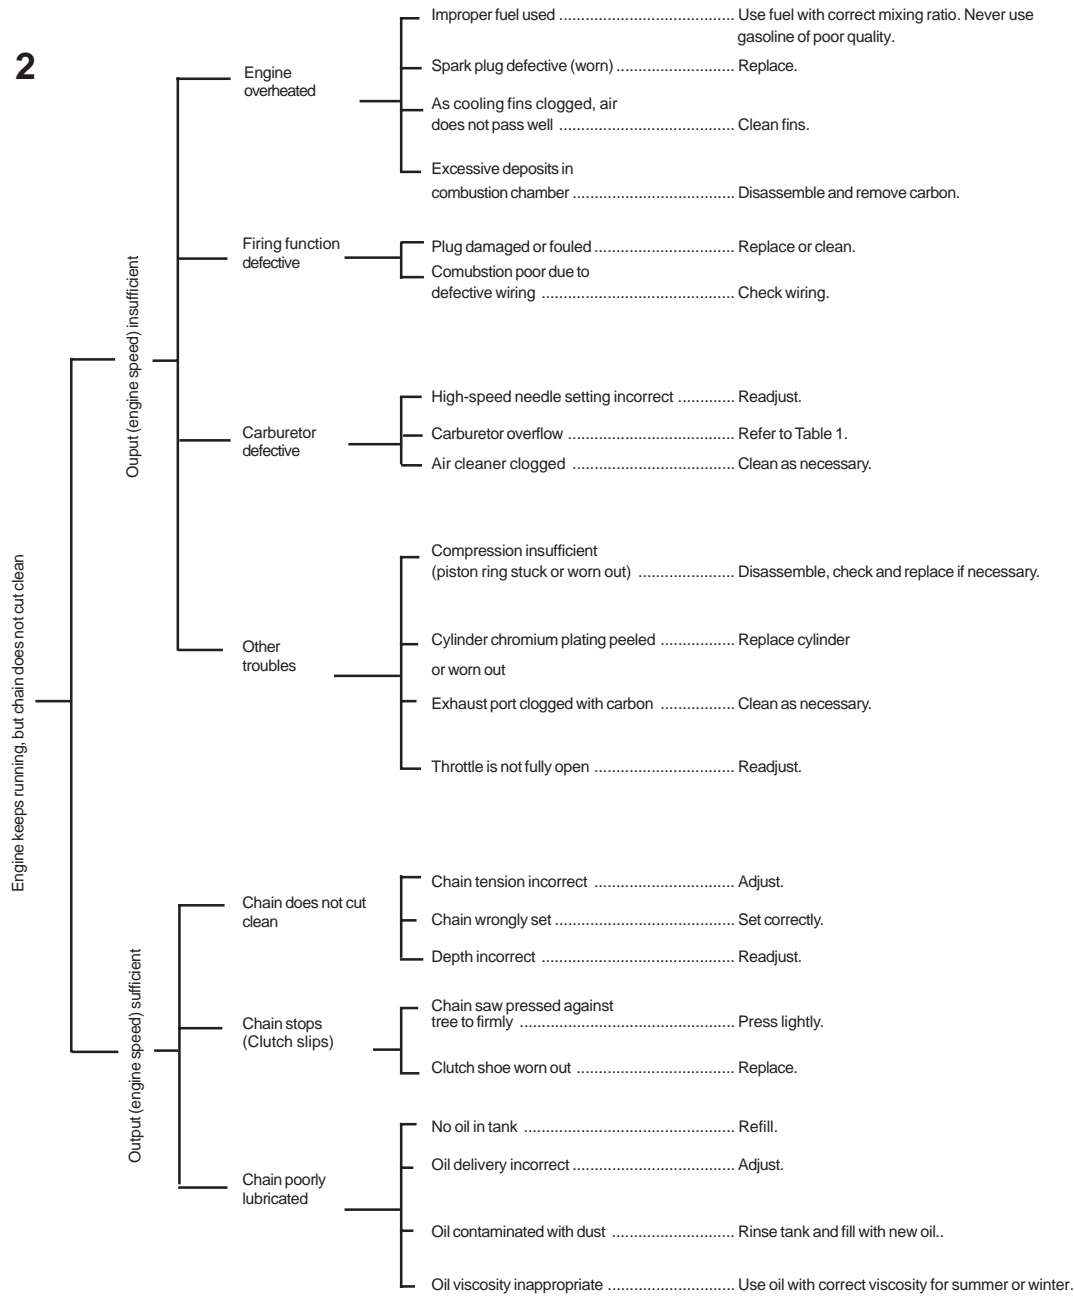 2
Engine keeps running, but chain does not cut clean
Ouput (engine speed) insufficient
Engine
overheated
Improper fuel used ........................................ Use fuel with correct mixing ratio. Never use
gasoline of poor quality.
Spark plug defective (worn) ........................... Replace.
As cooling fins clogged, air
does not pass well ........................................ Clean fins.
Excessive deposits in
combustion chamber ..................................... Disassemble and remove carbon.
Firing function
defective
Plug damaged or fouled ................................ Replace or clean.
Comubstion poor due to
defective wiring ............................................ Check wiring.
Carburetor
defective
High-speed needle setting incorrect ............. Readjust.
Carburetor overflow ...................................... Refer to Table 1.
Air cleaner clogged ..................................... Clean as necessary.
Other
troubles
Compression insufficient
(piston ring stuck or worn out) ...................... Disassemble, check and replace if necessary.
Cylinder chromium plating peeled ................. Replace cylinder
or worn out
Exhaust port clogged with carbon ................. Clean as necessary.
Throttle is not fully open ................................ Readjust.
Output (engine speed) sufficient
Chain does not cut
clean
Chain tension incorrect ................................ Adjust.
Chain wrongly set ......................................... Set correctly.
Depth incorrect ............................................ Readjust.
Chain stops
(Clutch slips)
Chain saw pressed against
tree to firmly ................................................. Press lightly.
Clutch shoe worn out .................................... Replace.
Chain poorly
lubricated
No oil in tank ................................................ Refill.
Oil delivery incorrect ..................................... Adjust.
Oil contaminated with dust ............................ Rinse tank and fill with new oil..
Oil viscosity inappropriate ............................. Use oil with correct viscosity for summer or winter.